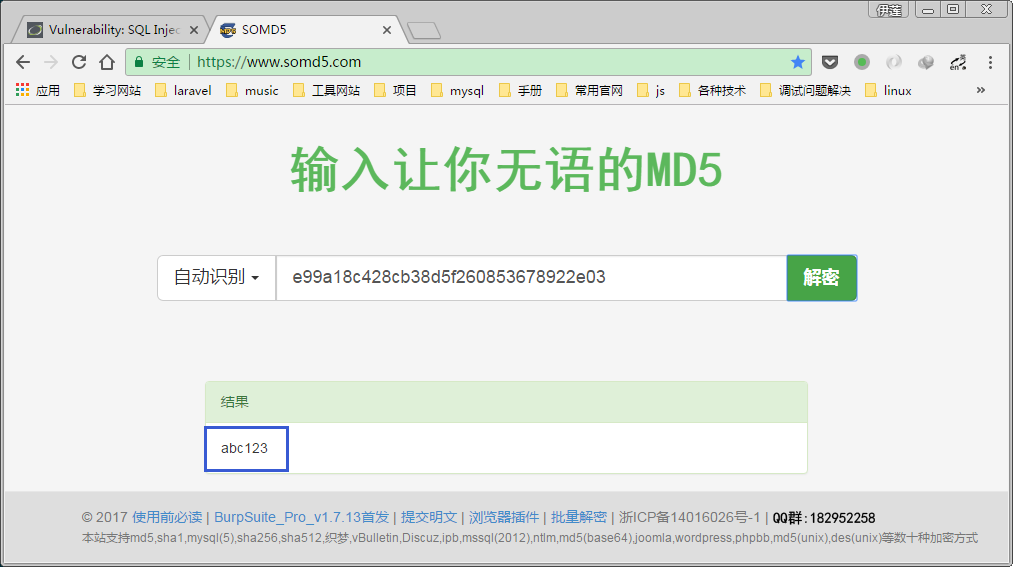 伊莲
Vulnerability: SQL Injec
SOMD5
安全 https://www.somd5.com
应用 学习网站 laravel music 工具网站 项目 mysql 手册 常用官网 js 各种技术 调试问题解决 linux »
输入让你无语的MD5
自动识别 e99a18c428cb38d5f260853678922e03 解密
结果
abc123
© 2017 使用前必读 | BurpSuite_Pro_v1.7.13首发 | 提交明文 | 浏览器插件 | 批量解密 | 浙ICP备14016026号-1 | QQ群:182952258
本站支持md5,sha1,mysql(5),sha256,sha512,织梦,vBulletin,Discuz,ipb,mssql(2012),ntlm,md5(base64),joomla,wordpress,phpbb,md5(unix),des(unix)等数十种加密方式